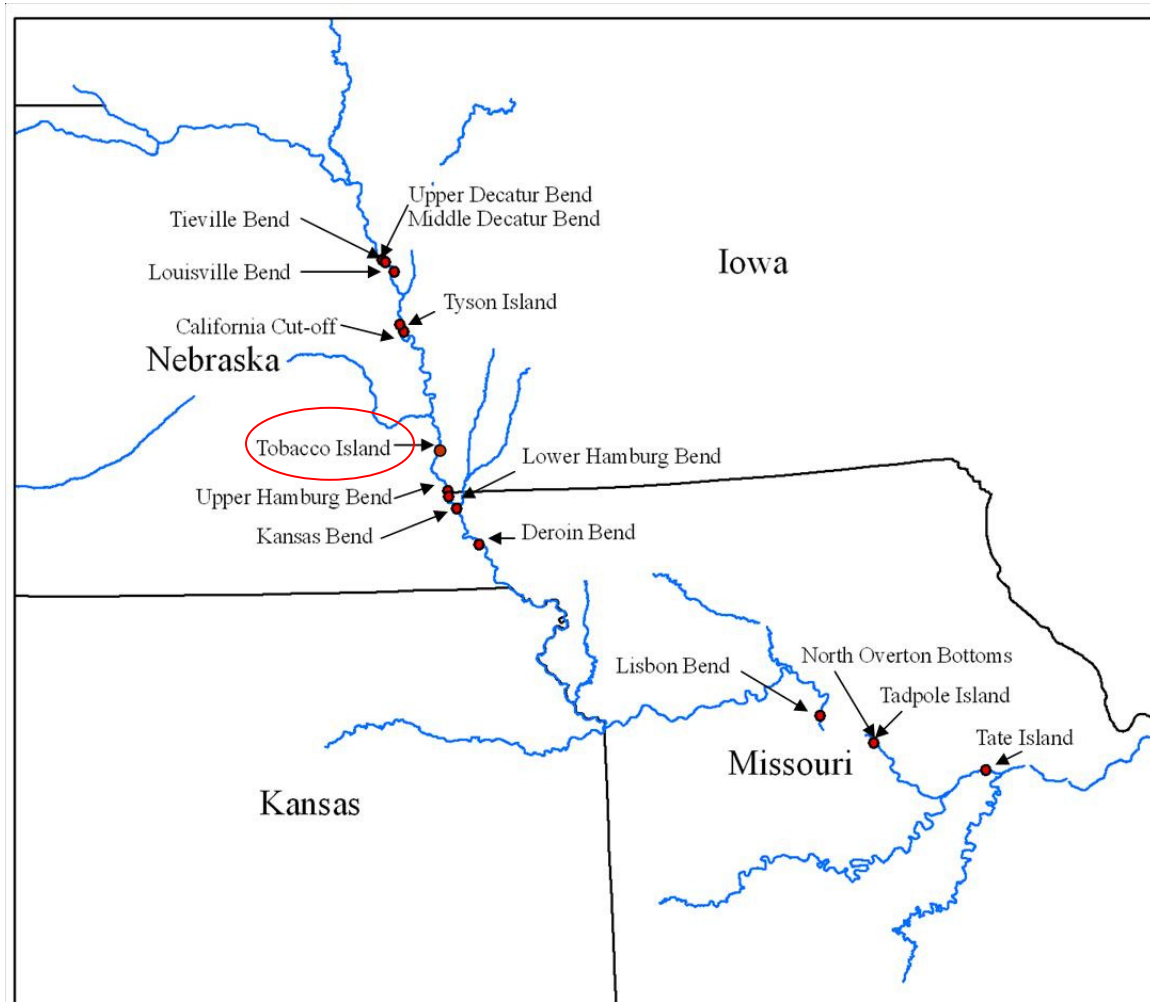 Upper Decatur Bend
Middle Decatur Bend
Tieville Bend
Iowa
Louisville Bend
Tyson Island
California Cut-off
Nebraska
Tobacco Island
Lower Hamburg Bend
Upper Hamburg Bend
Kansas Bend
Deroin Bend
North Overton Bottoms
Lisbon Bend
Tadpole Island
Tate Island
Missouri
Kansas